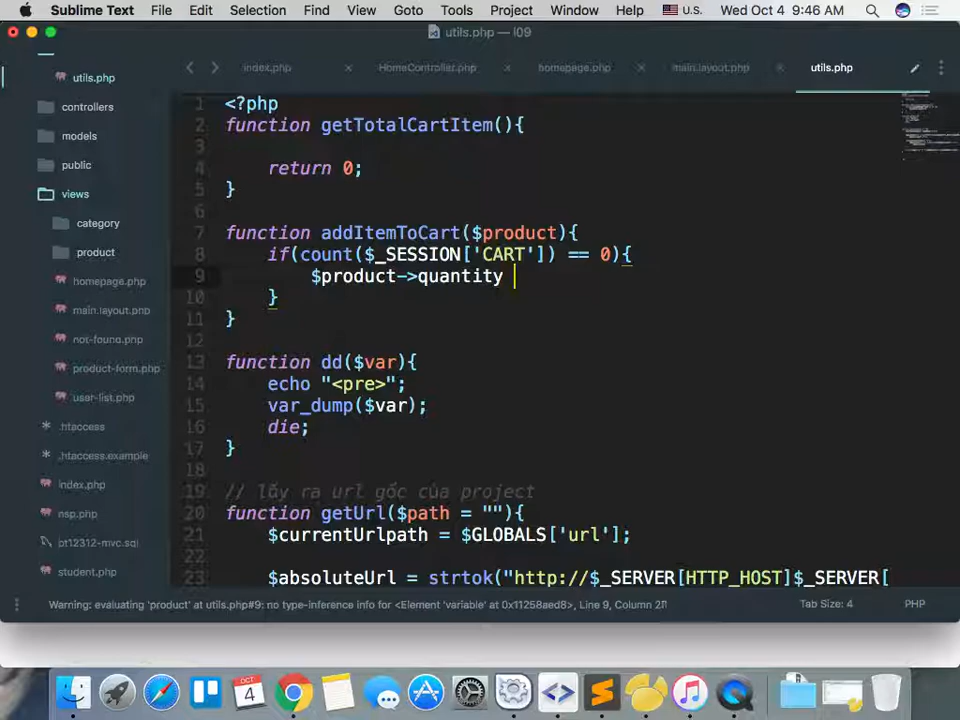 Sublime Text File Edit Selection Find View Goto Tools Project Window Help U.S. Wed Oct 4 9:46 AM
utils.php — l09
index.php × HomeController.php × homepage.php × main.layout.php × utils.php
utils.php
controllers
models
public
views
category
product
homepage.php
main.layout.php
not-found.php
product-form.php
user-list.php
.htaccess
.htaccess.example
index.php
nsp.php
pt12312-mvc.sql
student.php
1 <?php
2 function getTotalCartItem(){
3
4 return 0;
5 }
6
7 function addItemToCart($product){
8 if(count($_SESSION['CART']) == 0){
9 $product->quantity
10 }
11 }
12
13 function dd($var){
14 echo "<pre>";
15 var_dump($var);
16 die;
17 }
18
19 // lấy ra url gốc của project
20 function getUrl($path = ""){
21 $currentUrlpath = $GLOBALS['url'];
22
23 $absoluteUrl = strtok("http://$_SERVER[HTTP_HOST]$_SERVER[
Warning: evaluating 'product' at utils.php#9: no type-inference info for <Element 'variable' at 0x11258aed8>, Line 9, Column 27 Tab Size: 4 PHP
OCT
4